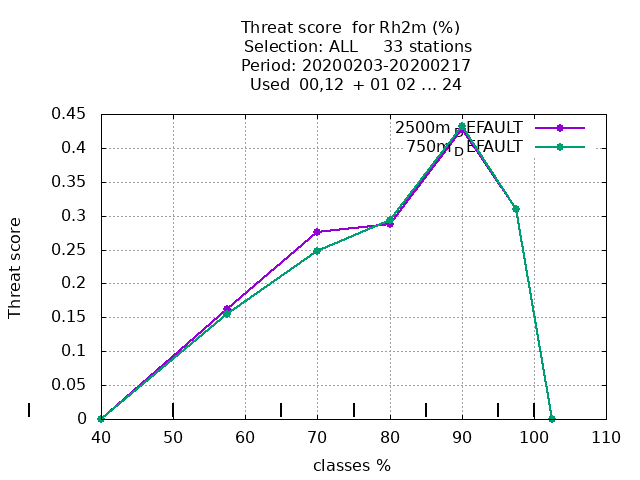 Threat score for Rh2m (%)
Selection: ALL 33 stations
Period: 20200203-20200217
Used 00,12 + 01 02 ... 24
2500m_DEFAULT
750m_DEFAULT
0.45
0.4
0.35
0.3
0.25
0.2
0.15
0.1
0.05
0
Threat score
40 50 60 70 80 90 100 110
classes %